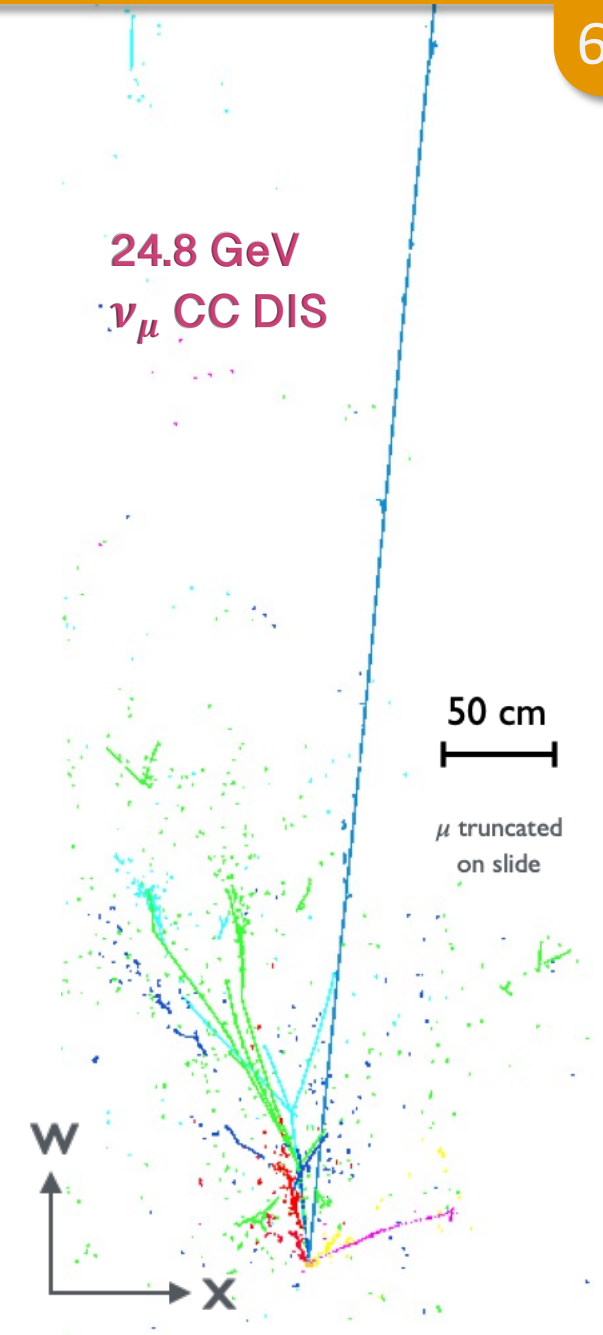 6
24.8 GeV
νμ CC DIS
50 cm
μ truncated
on slide
W
X